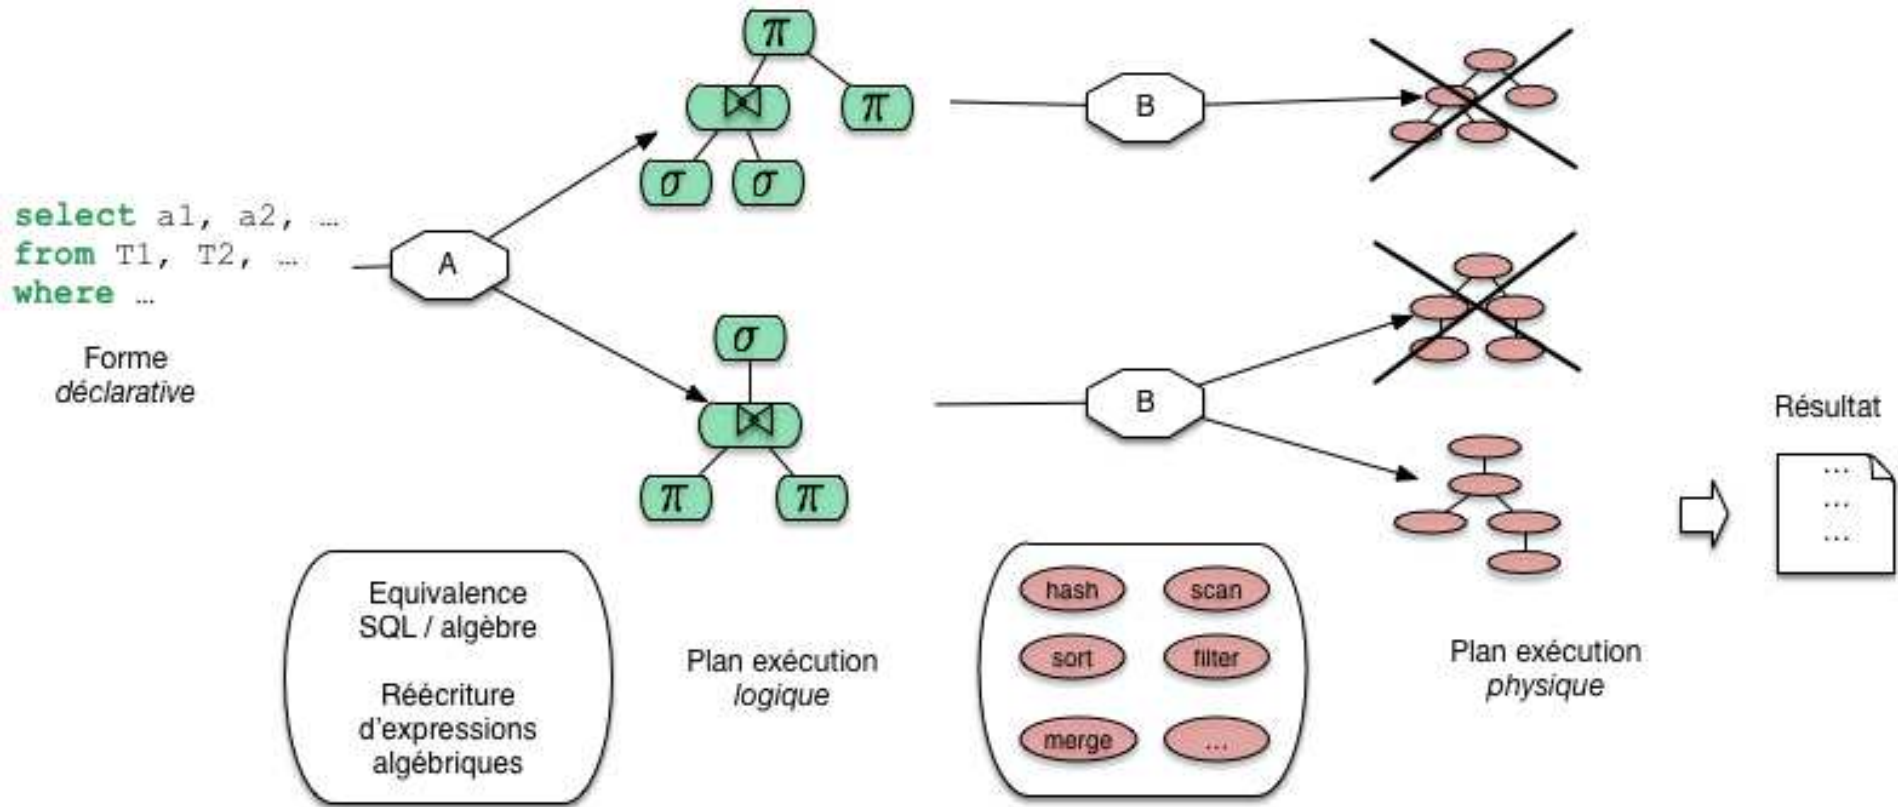 π
⋈
π
σ
σ
B
select a1, a2, …
from T1, T2, …
where …
A
Forme
déclarative
σ
⋈
π
π
B
Résultat
…
…
…
Equivalence
SQL / algèbre
Réécriture
d'expressions
algébriques
Plan exécution
logique
hash
scan
sort
filter
merge
...
Plan exécution
physique